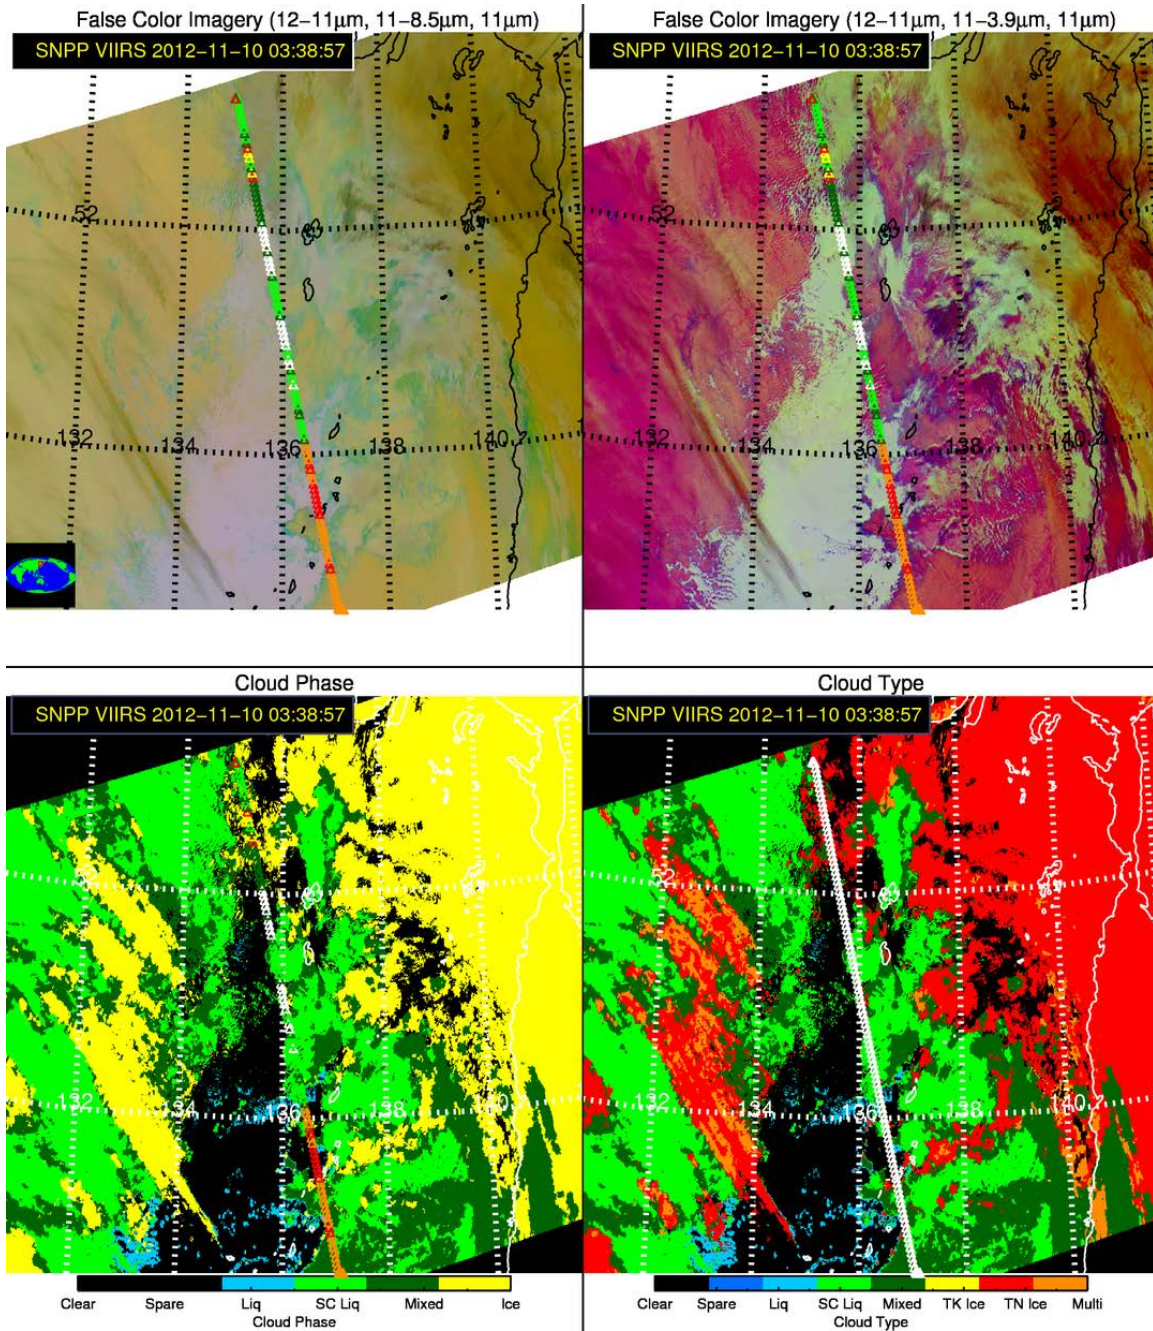 False Color Imagery (12−11μm, 11−8.5μm, 11μm)
SNPP VIIRS 2012−11−10 03:38:57
52
132
134
136
138
140.2
False Color Imagery (12−11μm, 11−3.9μm, 11μm)
SNPP VIIRS 2012−11−10 03:38:57
52
132
134
136
138
140.2
Cloud Phase
SNPP VIIRS 2012−11−10 03:38:57
52
132
134
136
138
Clear Spare Liq SC Liq Mixed Ice
Cloud Phase
Cloud Type
SNPP VIIRS 2012−11−10 03:38:57
52
132
134
136
138
Clear Spare Liq SC Liq Mixed TK Ice TN Ice Multi
Cloud Type